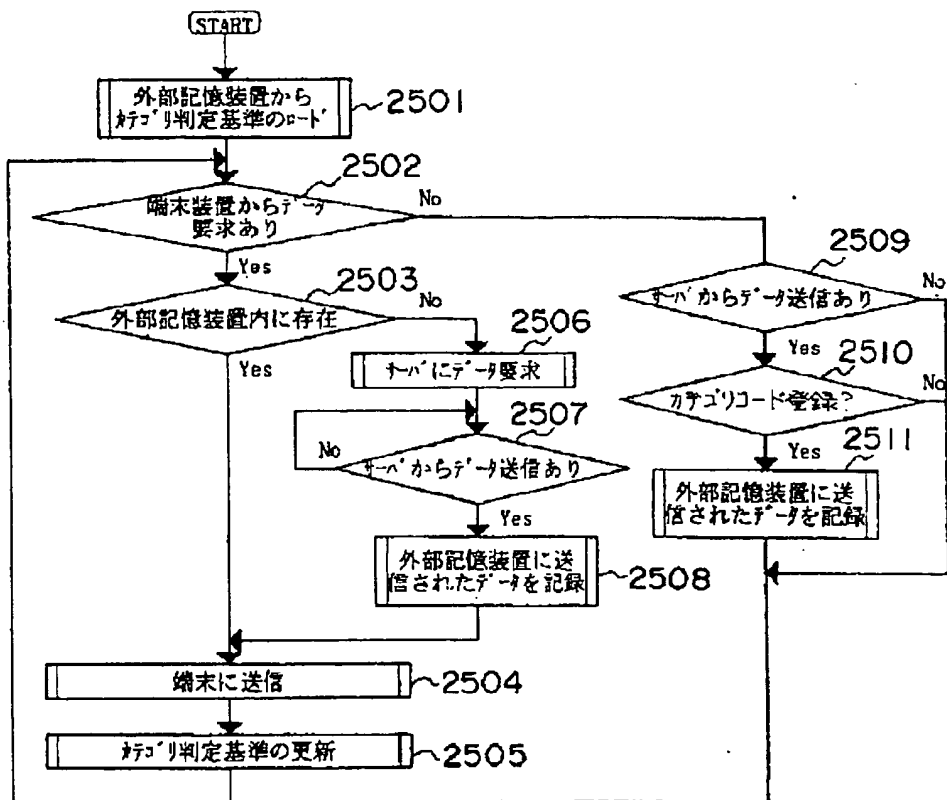 START
外部記憶装置から
ｶﾃｺﾞﾘ判定基準のﾛｰﾄﾞ
2501
2502
端末装置からﾃﾞｰﾀ
要求あり
No
Yes
2503
外部記憶装置内に存在
No
Yes
2506
ｻｰﾊﾞにﾃﾞｰﾀ要求
2507
ｻｰﾊﾞからﾃﾞｰﾀ送信あり
No
Yes
外部記憶装置に送
信されたﾃﾞｰﾀを記録
2508
2509
ｻｰﾊﾞからﾃﾞｰﾀ送信あり
No
Yes
2510
カテゴリコード登録?
No
Yes
2511
外部記憶装置に送
信されたﾃﾞｰﾀを記録
端末に送信
2504
ｶﾃｺﾞﾘ判定基準の更新
2505